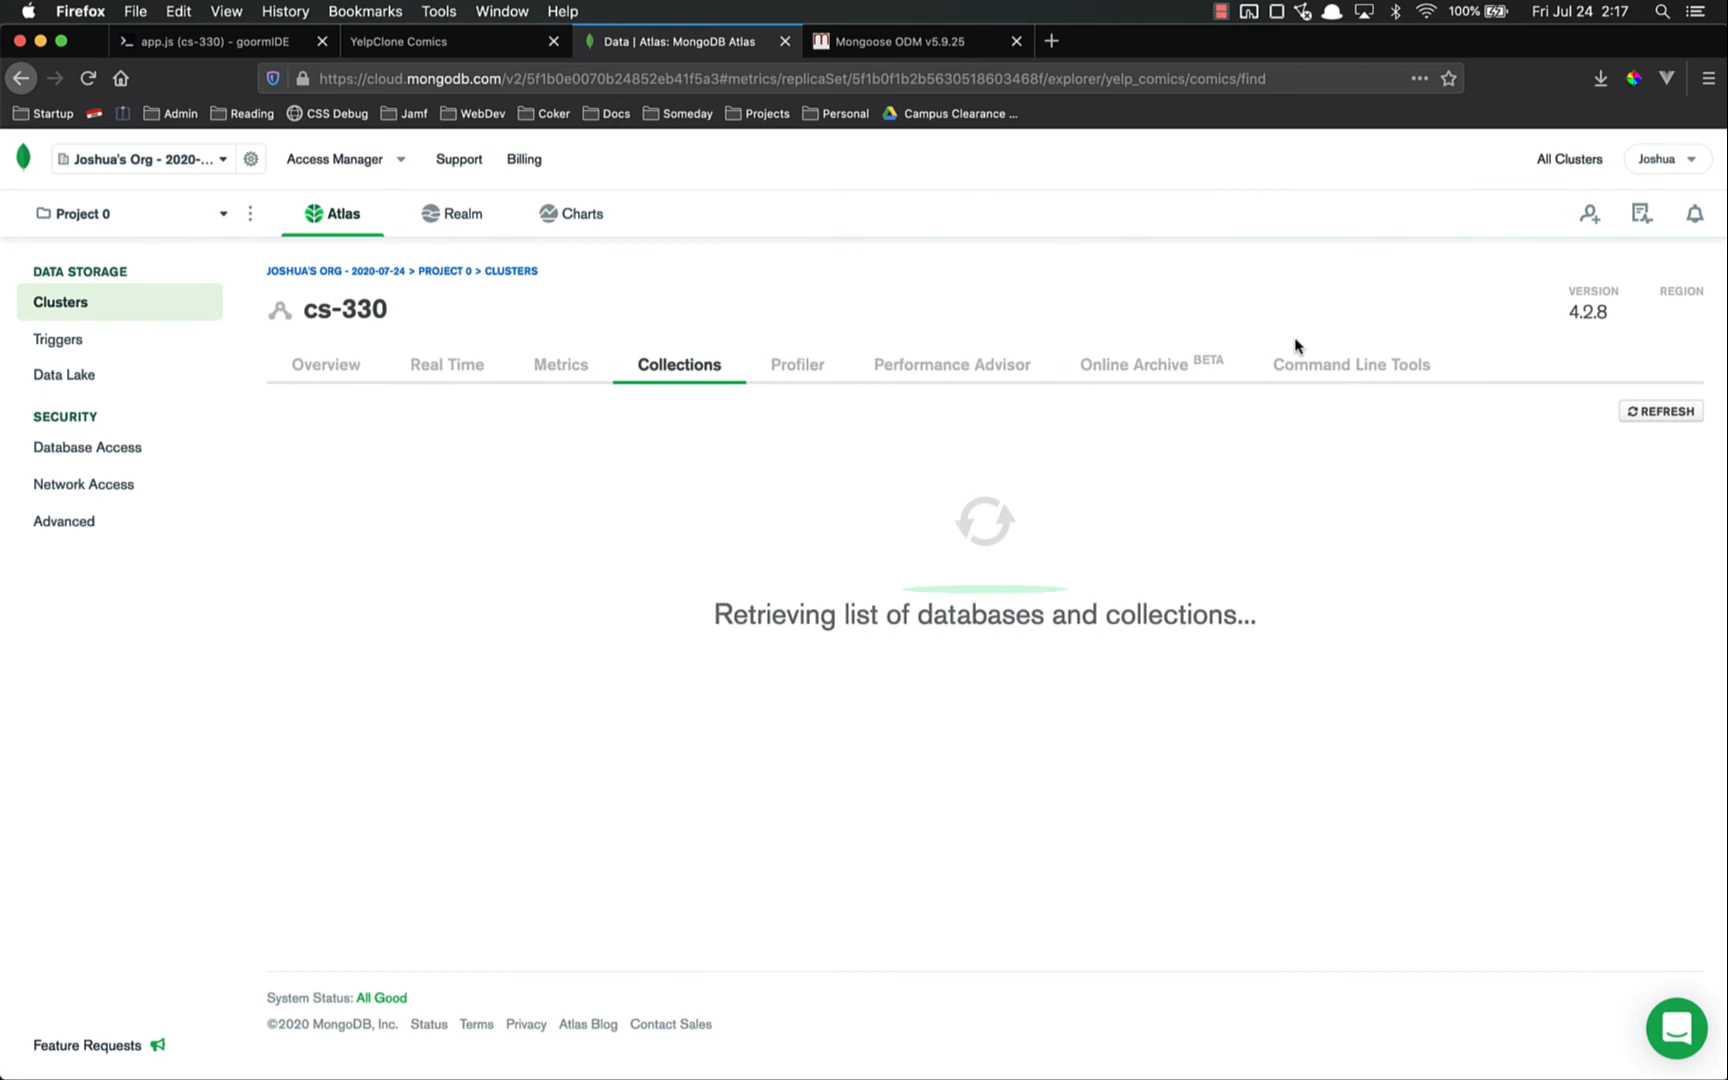 Firefox File Edit View History Bookmarks Tools Window Help 100% Fri Jul 24 2:17
app.js (cs-330) - goormIDE YelpClone Comics Data | Atlas: MongoDB Atlas Mongoose ODM v5.9.25
https://cloud.mongodb.com/v2/5f1b0e0070b24852eb41f5a3#metrics/replicaSet/5f1b0f1b2b5630518603468f/explorer/yelp_comics/comics/find
Startup Admin Reading CSS Debug Jamf WebDev Coker Docs Someday Projects Personal Campus Clearance ...
Joshua's Org - 2020-... Access Manager Support Billing All Clusters Joshua
Project 0 Atlas Realm Charts
DATA STORAGE
Clusters
Triggers
Data Lake
SECURITY
Database Access
Network Access
Advanced
JOSHUA'S ORG - 2020-07-24 > PROJECT 0 > CLUSTERS
cs-330
VERSION
4.2.8
REGION
Overview Real Time Metrics Collections Profiler Performance Advisor Online Archive BETA Command Line Tools
REFRESH
Retrieving list of databases and collections...
System Status: All Good
©2020 MongoDB, Inc. Status Terms Privacy Atlas Blog Contact Sales
Feature Requests